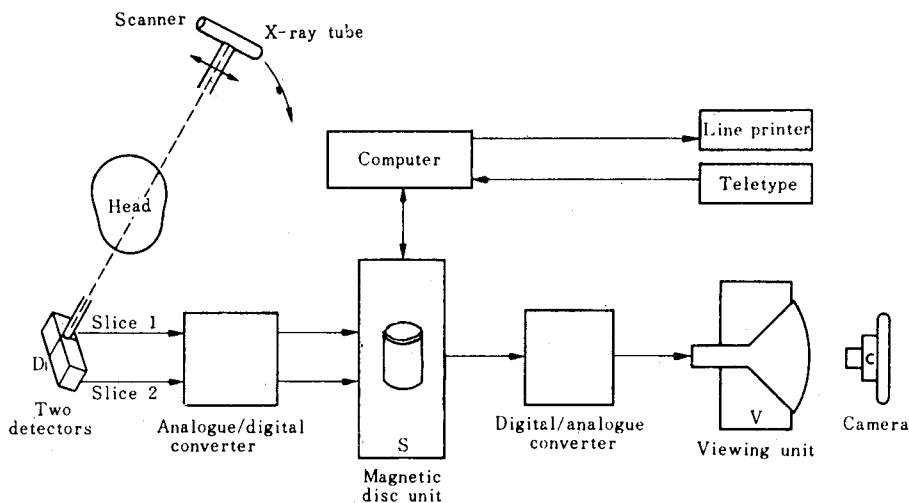 Scanner
X-ray tube
Line printer
Computer
Teletype
Head
Slice 1
D
Slice 2
Two
detectors
Analogue/digital
converter
S
Magnetic
disc unit
Digital/analogue
converter
V
Viewing unit
C
Camera